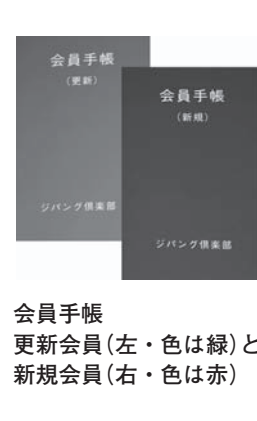 会員手帳
（更新）
ジパング倶楽部
会員手帳
（新規）
ジパング倶楽部
会員手帳
更新会員（左・色は緑）と
新規会員（右・色は赤）